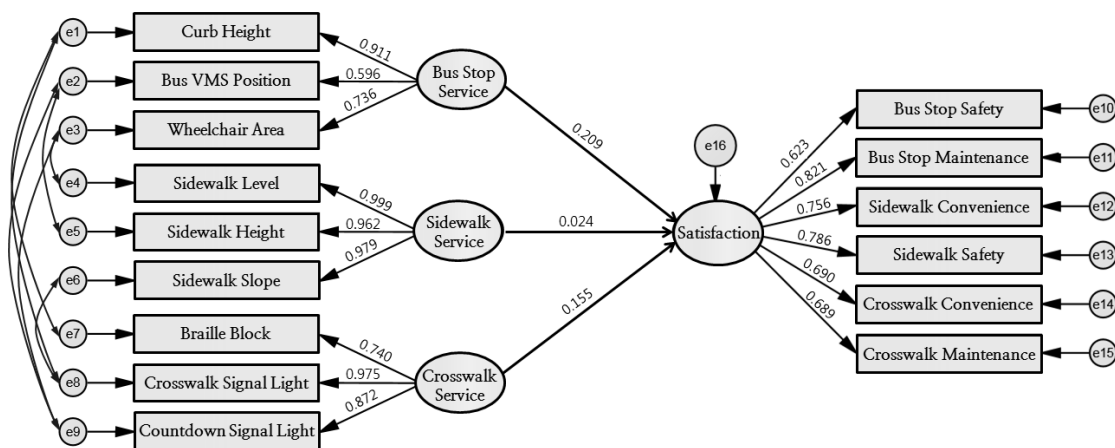 e1
Curb Height
0.911
e2
Bus VMS Position
0.596
Bus Stop
Service
e3
Wheelchair Area
0.736
e4
Sidewalk Level
0.999
e5
Sidewalk Height
0.962
Sidewalk
Service
e6
Sidewalk Slope
0.979
e7
Braille Block
0.740
e8
Crosswalk Signal Light
0.975
Crosswalk
Service
e9
Countdown Signal Light
0.872
0.209
0.024
0.155
e16
Satisfaction
0.623
Bus Stop Safety
e10
0.821
Bus Stop Maintenance
e11
0.756
Sidewalk Convenience
e12
0.786
Sidewalk Safety
e13
0.690
Crosswalk Convenience
e14
0.689
Crosswalk Maintenance
e15